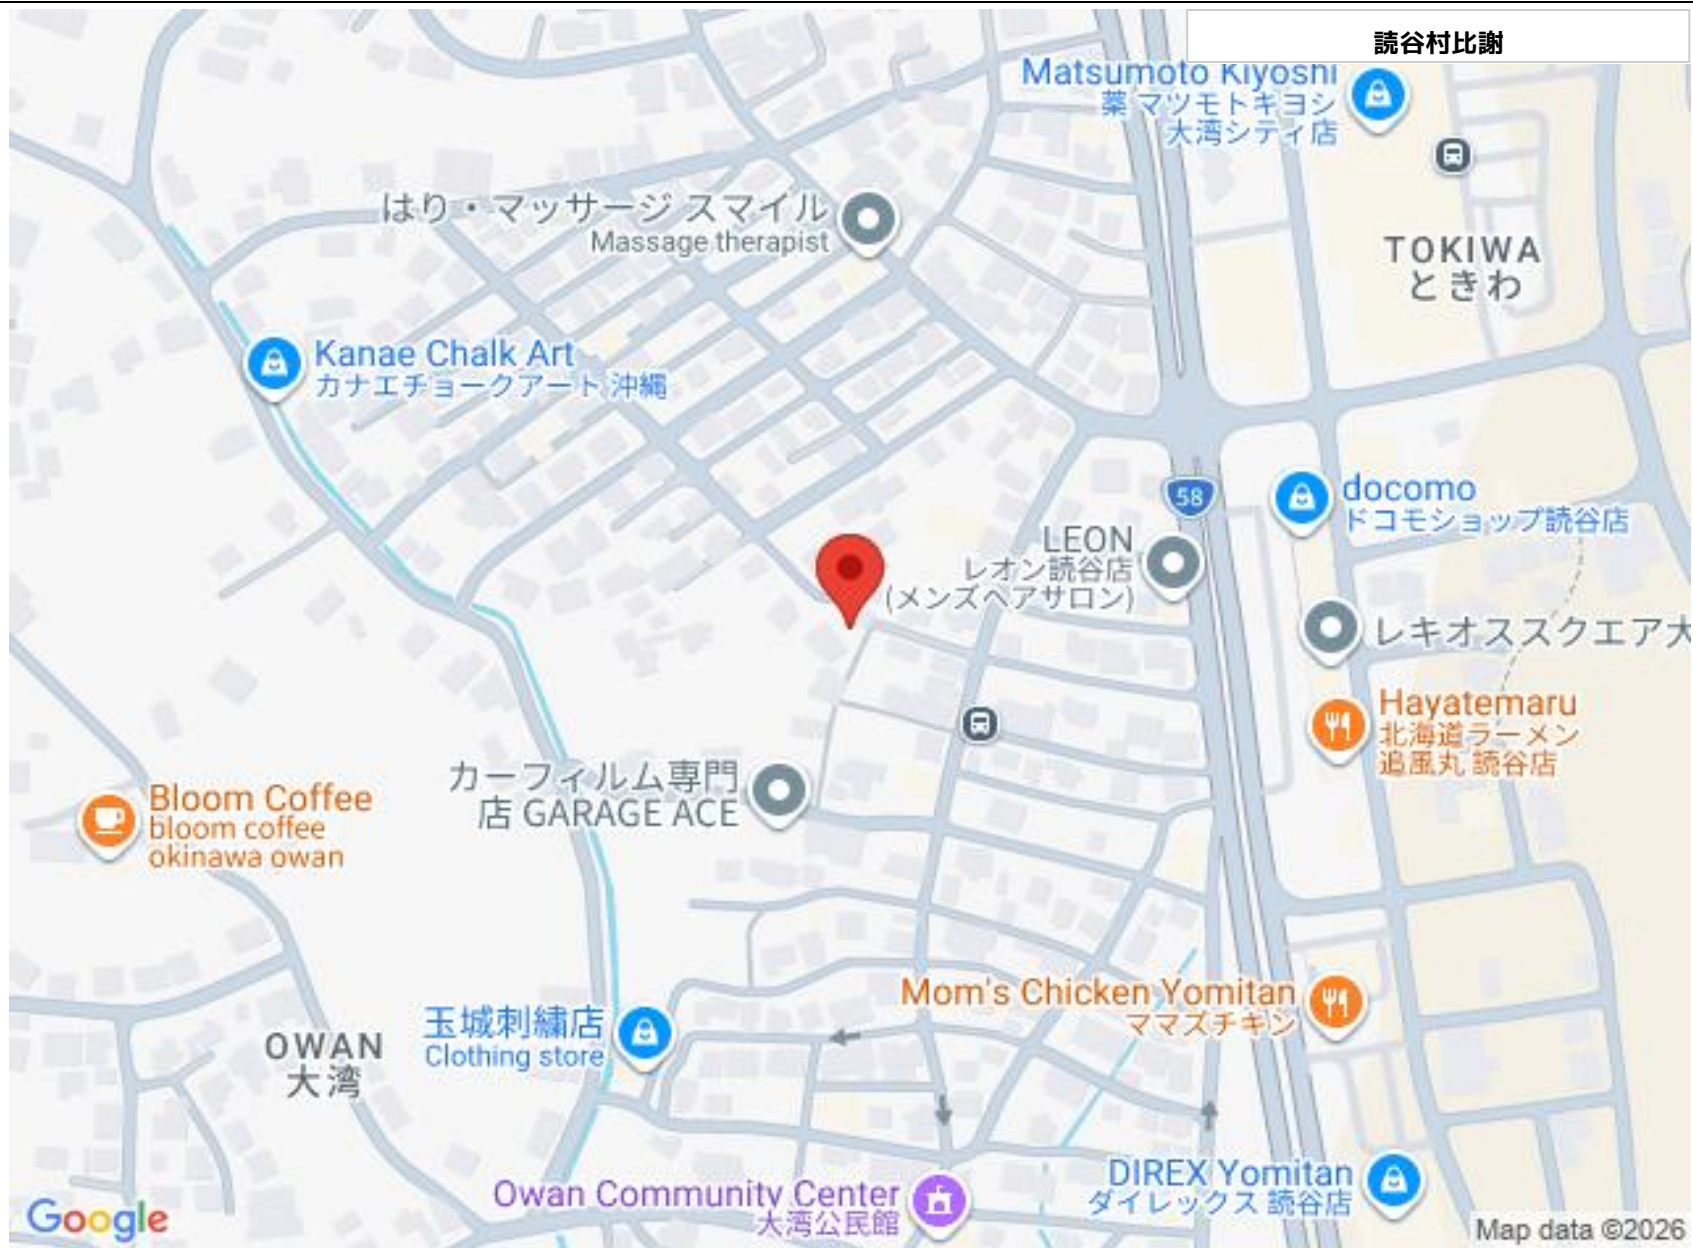 読谷村比謝
Matsumoto Kiyoshi
薬 マツモトキヨシ
大湾シティ店
はり・マッサージ スマイル
Massage therapist
TOKIWA
ときわ
Kanae Chalk Art
カナエチョークアート 沖縄
58
docomo
ドコモショップ読谷店
LEON
レオン読谷店
(メンズヘアサロン)
レキオススクエア大
Hayatemaru
北海道ラーメン
追風丸 読谷店
カーフィルム専門
店 GARAGE ACE
Bloom Coffee
bloom coffee
okinawa owan
Mom's Chicken Yomitan
ママズチキン
玉城刺繍店
Clothing store
OWAN
大湾
DIREX Yomitan
ダイレックス 読谷店
Owan Community Center
大湾公民館
Google
Map data ©2026